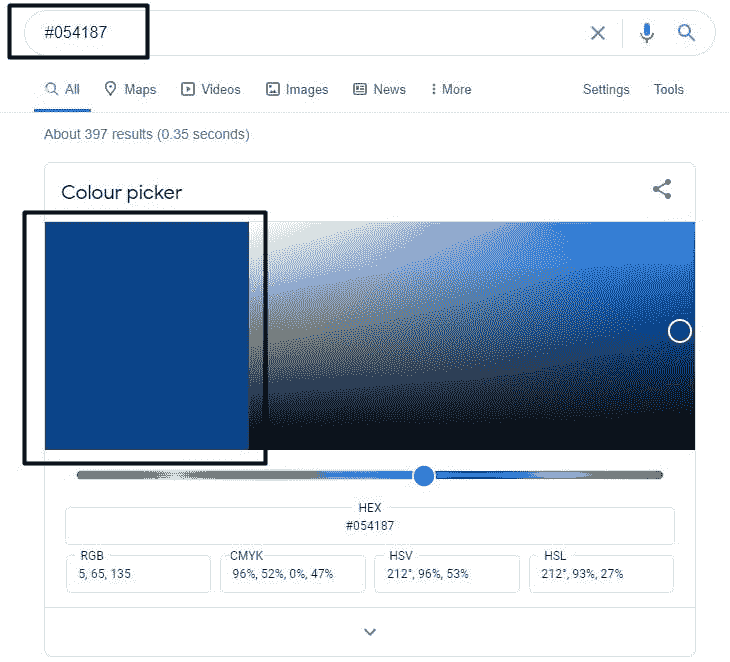 #054187
All Maps Videos Images News More Settings Tools
About 397 results (0.35 seconds)
Colour picker
HEX
#054187
RGB CMYK HSV HSL
5, 65, 135 96%, 52%, 0%, 47% 212°, 96%, 53% 212°, 93%, 27%